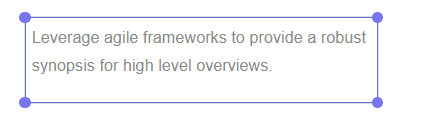 Leverage agile frameworks to provide a robust
synopsis for high level overviews.